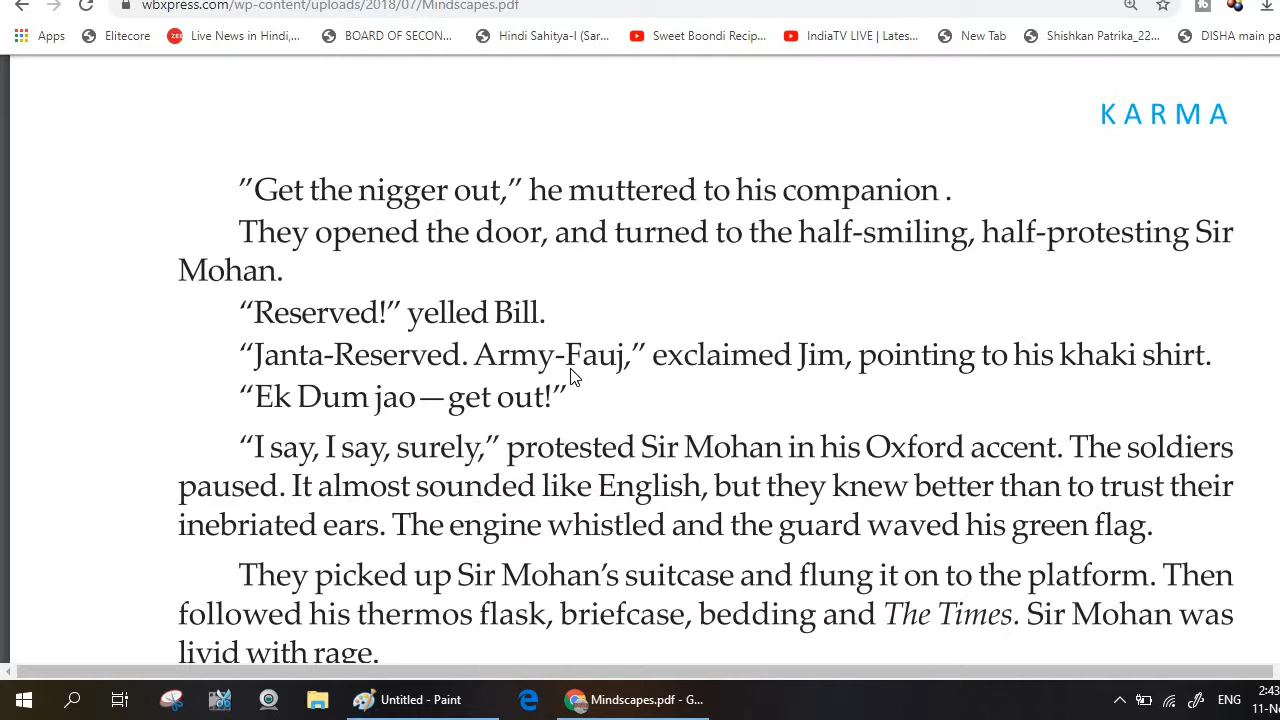 wbxpress.com/wp-content/uploads/2018/07/Mindscapes.pdf
Apps Elitecore Live News in Hindi,... BOARD OF SECON... Hindi Sahitya-I (Sar... Sweet Boondi Recip... IndiaTV LIVE | Lates... New Tab Shishkan Patrika_22... DISHA main pa
KARMA
”Get the nigger out,” he muttered to his companion .
They opened the door, and turned to the half-smiling, half-protesting Sir
Mohan.
“Reserved!” yelled Bill.
“Janta-Reserved. Army-Fauj,” exclaimed Jim, pointing to his khaki shirt.
“Ek Dum jao—get out!”
“I say, I say, surely,” protested Sir Mohan in his Oxford accent. The soldiers
paused. It almost sounded like English, but they knew better than to trust their
inebriated ears. The engine whistled and the guard waved his green flag.
They picked up Sir Mohan’s suitcase and flung it on to the platform. Then
followed his thermos flask, briefcase, bedding and The Times. Sir Mohan was
livid with rage.
Untitled - Paint Mindscapes.pdf - G... ENG 2:43
11-N